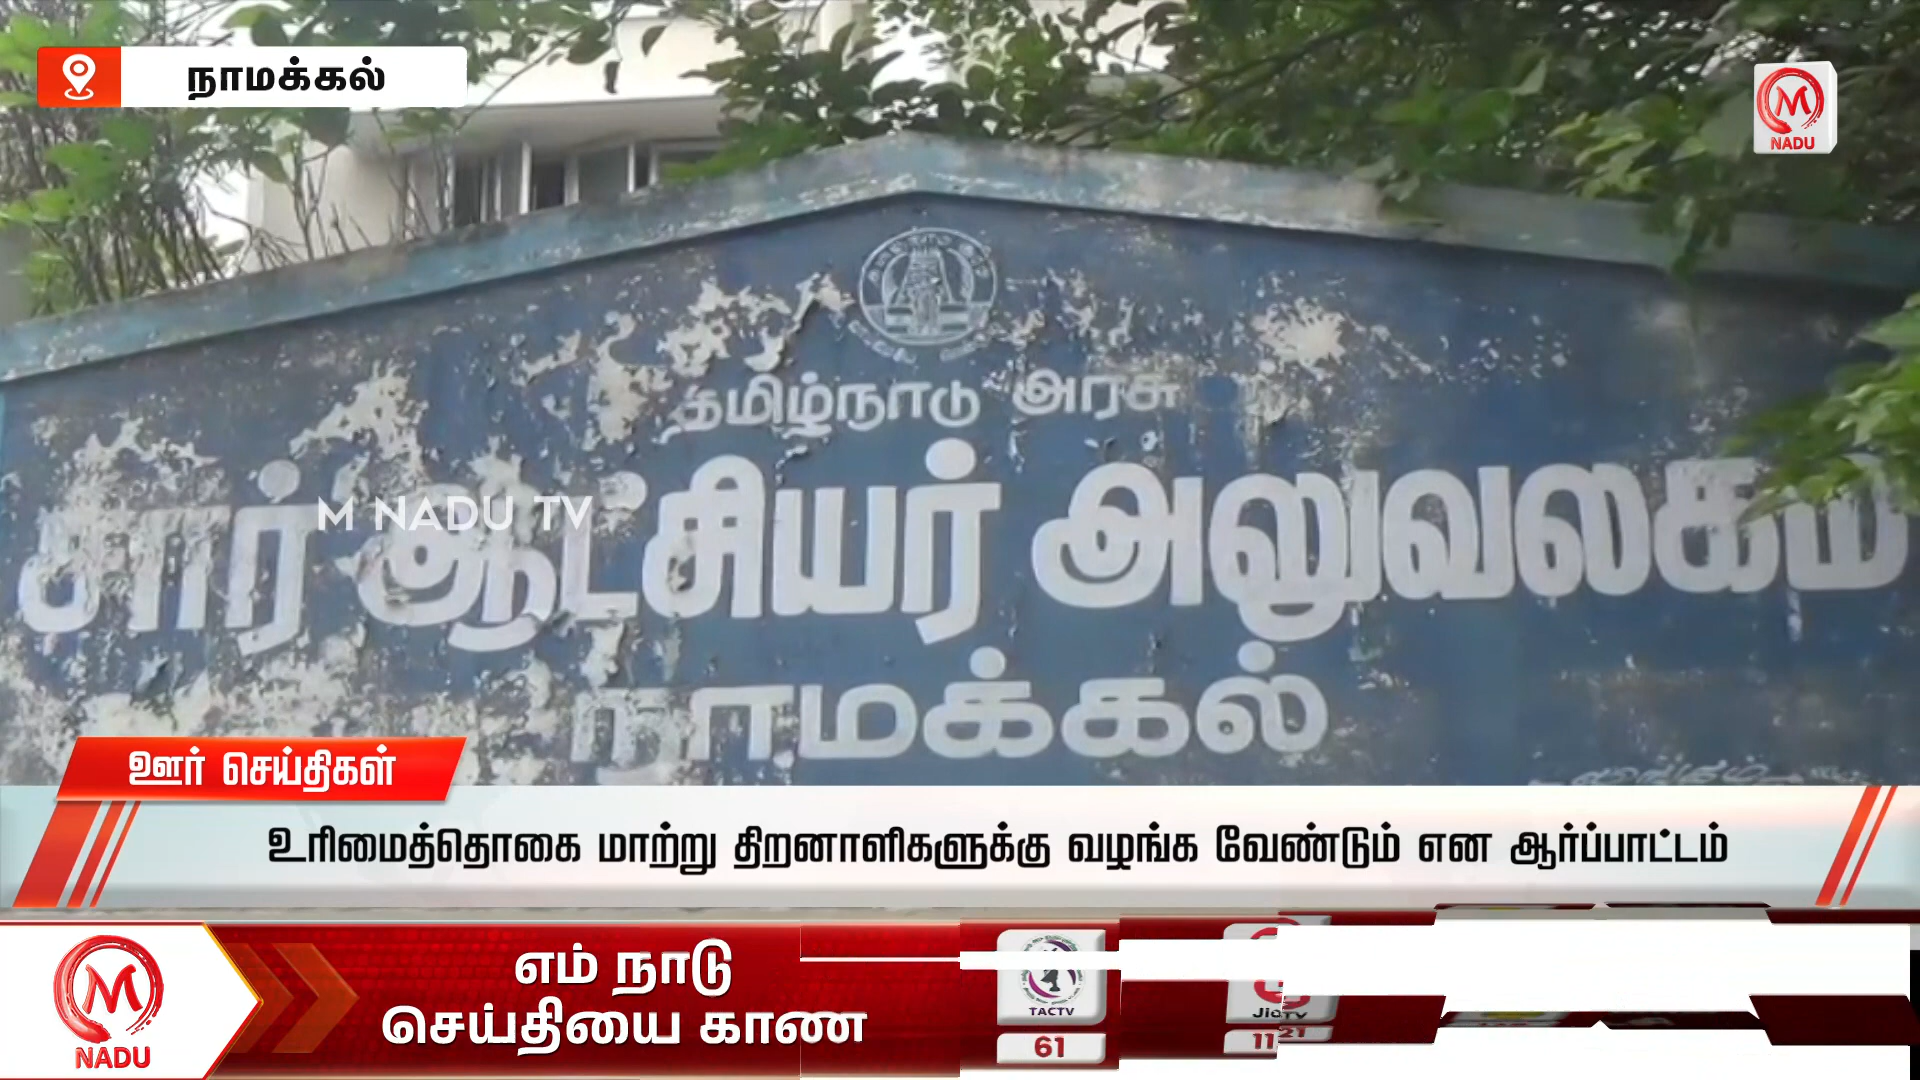 நாமக்கல்
M
NADU
தமிழ்நாடு அரசு
சார் ஆட்சியர் அலுவலகம்
M NADU TV
நாமக்கல்
ஊர் செய்திகள்
உரிமைத்தொகை மாற்று திறனாளிகளுக்கு வழங்க வேண்டும் என ஆர்ப்பாட்டம்
M
NADU
எம் நாடு
செய்தியை காண
TACTV
61